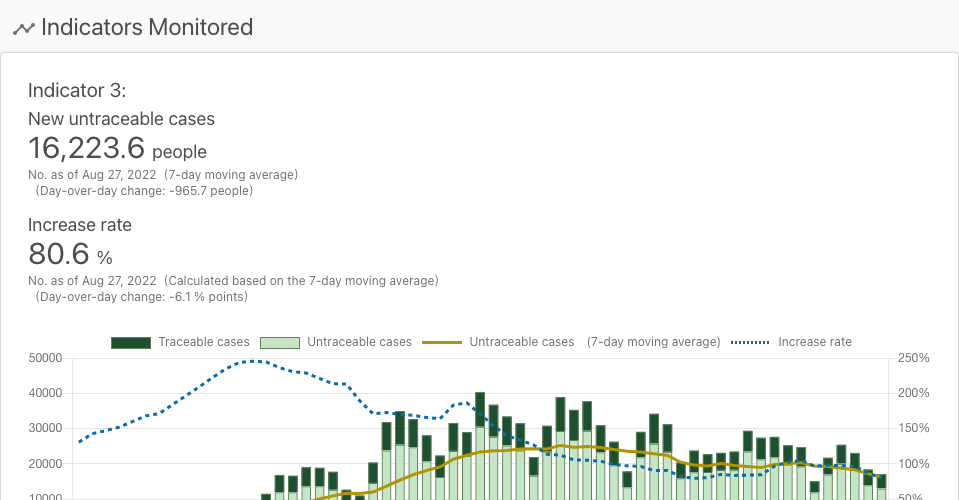 Indicators Monitored
Indicator 3:
New untraceable cases
16,223.6 people
No. as of Aug 27, 2022 (7-day moving average)
(Day-over-day change: -965.7 people)
Increase rate
80.6 %
No. as of Aug 27, 2022 (Calculated based on the 7-day moving average)
(Day-over-day change: -6.1 % points)
Traceable cases Untraceable cases Untraceable cases (7-day moving average) Increase rate
50000 250%
40000 200%
30000 150%
20000 100%
10000 50%